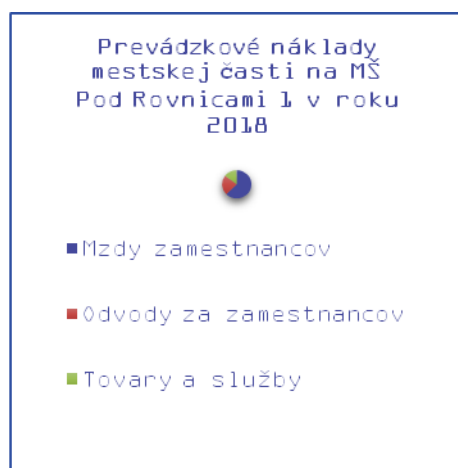 Prevádzkové náklady
mestskej časti na MŠ
Pod Rovnicami 1 v roku
2018
Mzdy zamestnancov
Odvody za zamestnancov
Tovary a služby